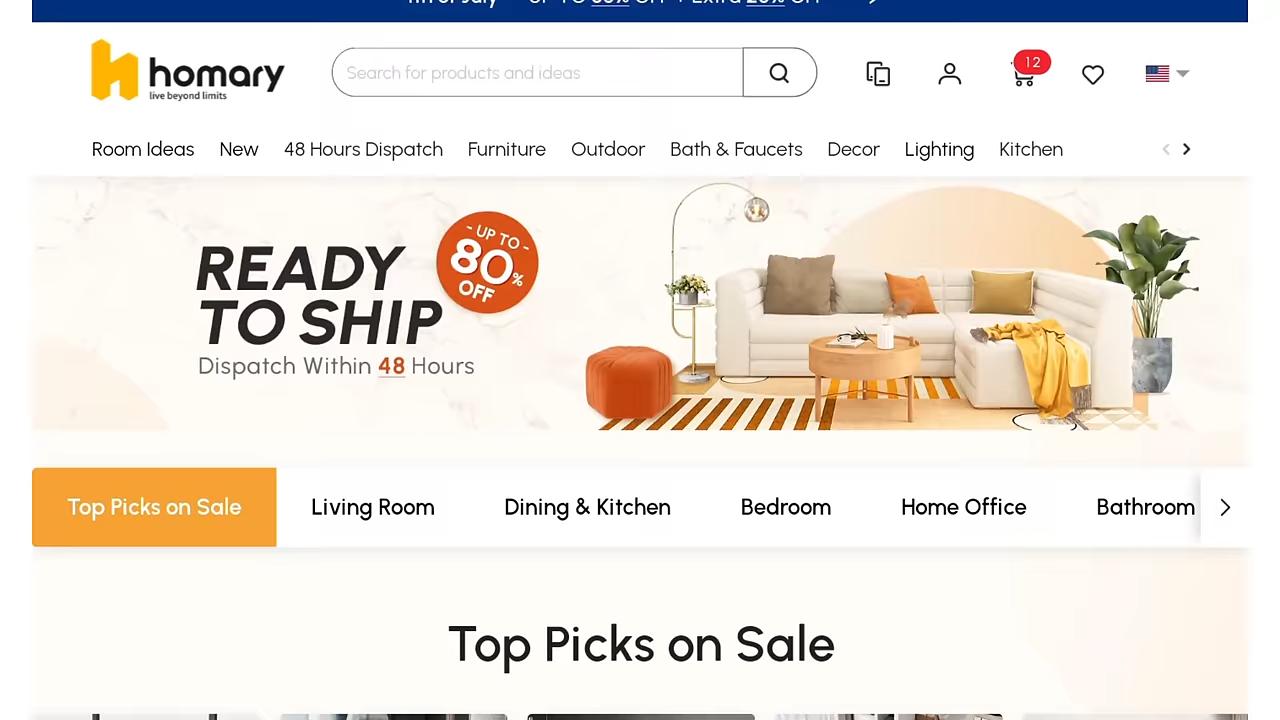 homary
live beyond limits
Search for products and ideas
12
Room Ideas New 48 Hours Dispatch Furniture Outdoor Bath & Faucets Decor Lighting Kitchen
READY
TO SHIP
- UP TO -
80%
OFF
Dispatch Within 48 Hours
Top Picks on Sale Living Room Dining & Kitchen Bedroom Home Office Bathroom
Top Picks on Sale